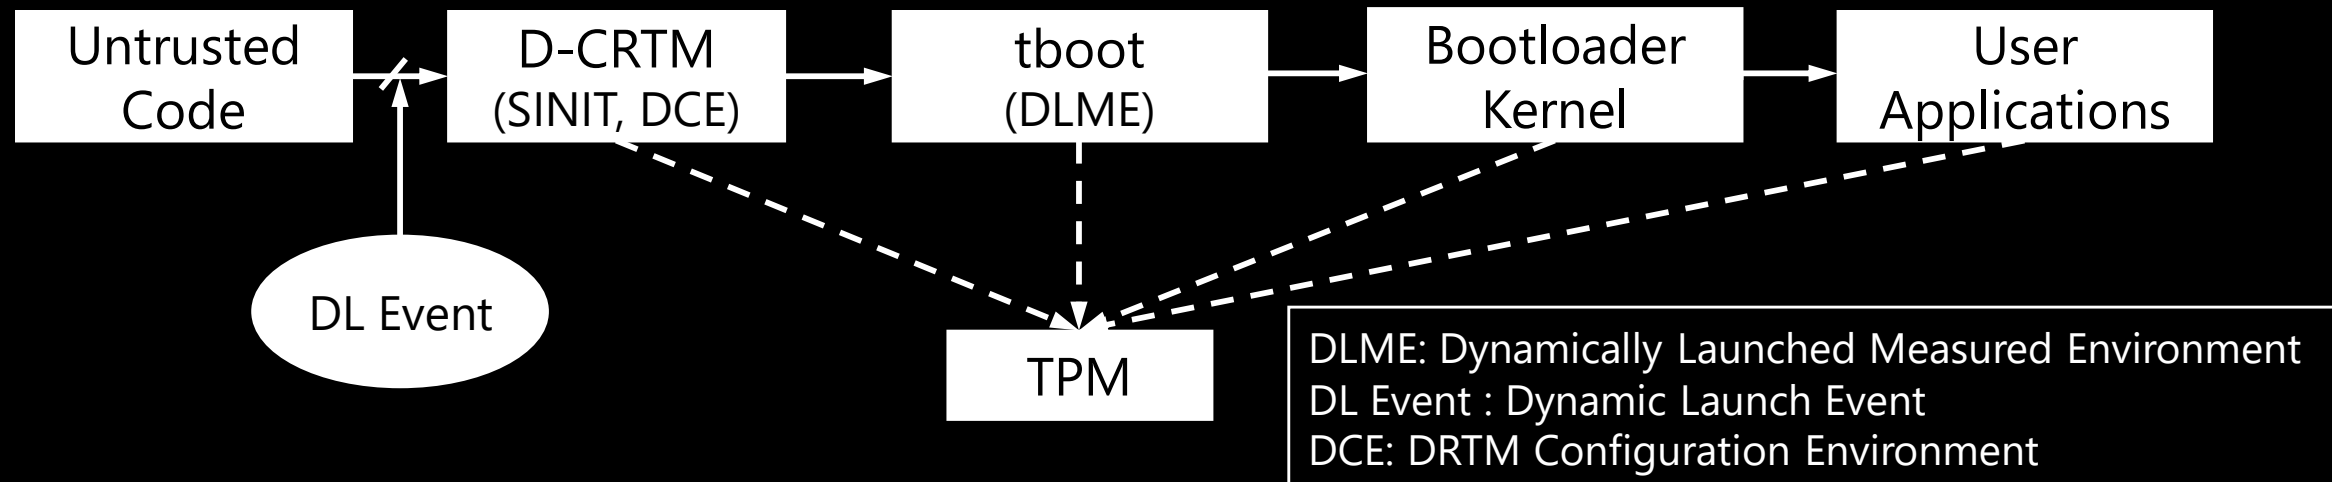 Untrusted
Code
D-CRTM
(SINIT, DCE)
tboot
(DLME)
Bootloader
Kernel
User
Applications
DL Event
TPM
DLME: Dynamically Launched Measured Environment
DL Event : Dynamic Launch Event
DCE: DRTM Configuration Environment